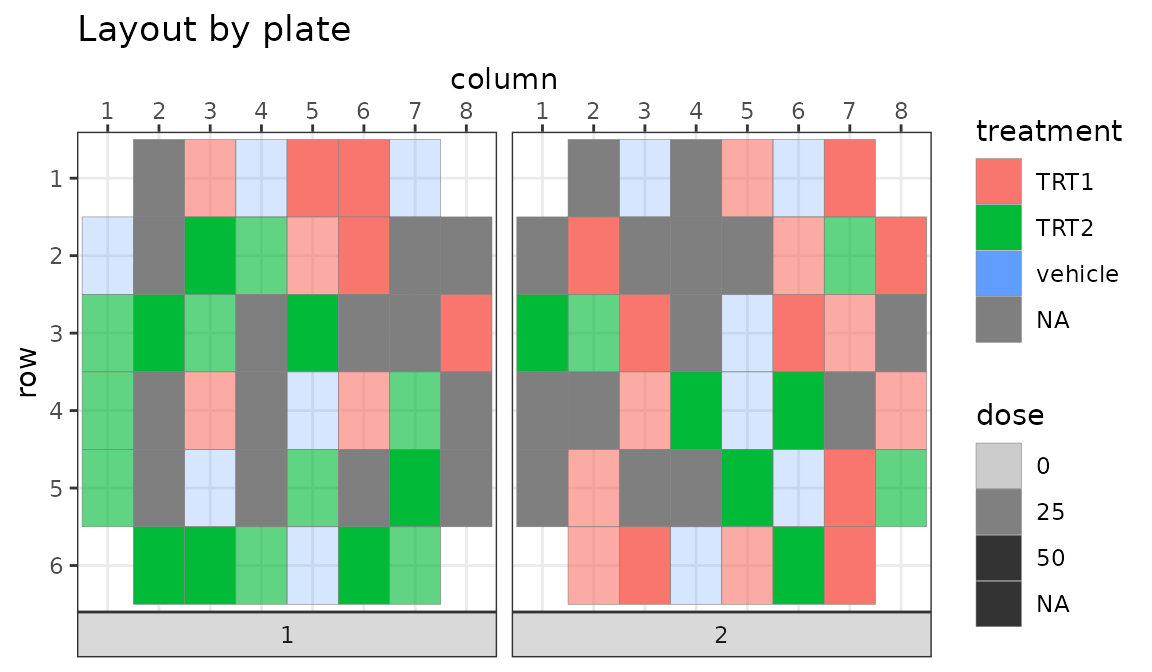 Layout by plate
column
1 2 3 4 5 6 7 8 1 2 3 4 5 6 7 8
row
1
2
3
4
5
6
1 2
treatment
TRT1
TRT2
vehicle
NA
dose
0
25
50
NA